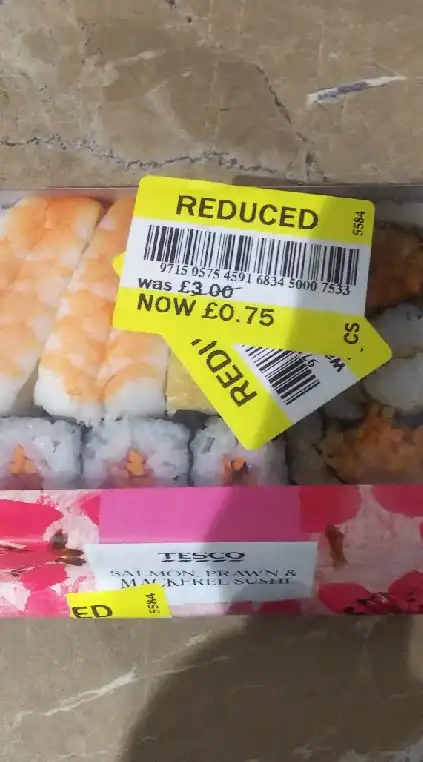 REDUCED
5584
9715 0575 4591 6834 5000 7533
was £3.00
NOW £0.75
CS
REDU
TESCO
SALMON, PRAWN &
MACKEREL SUSHI
ED
5584